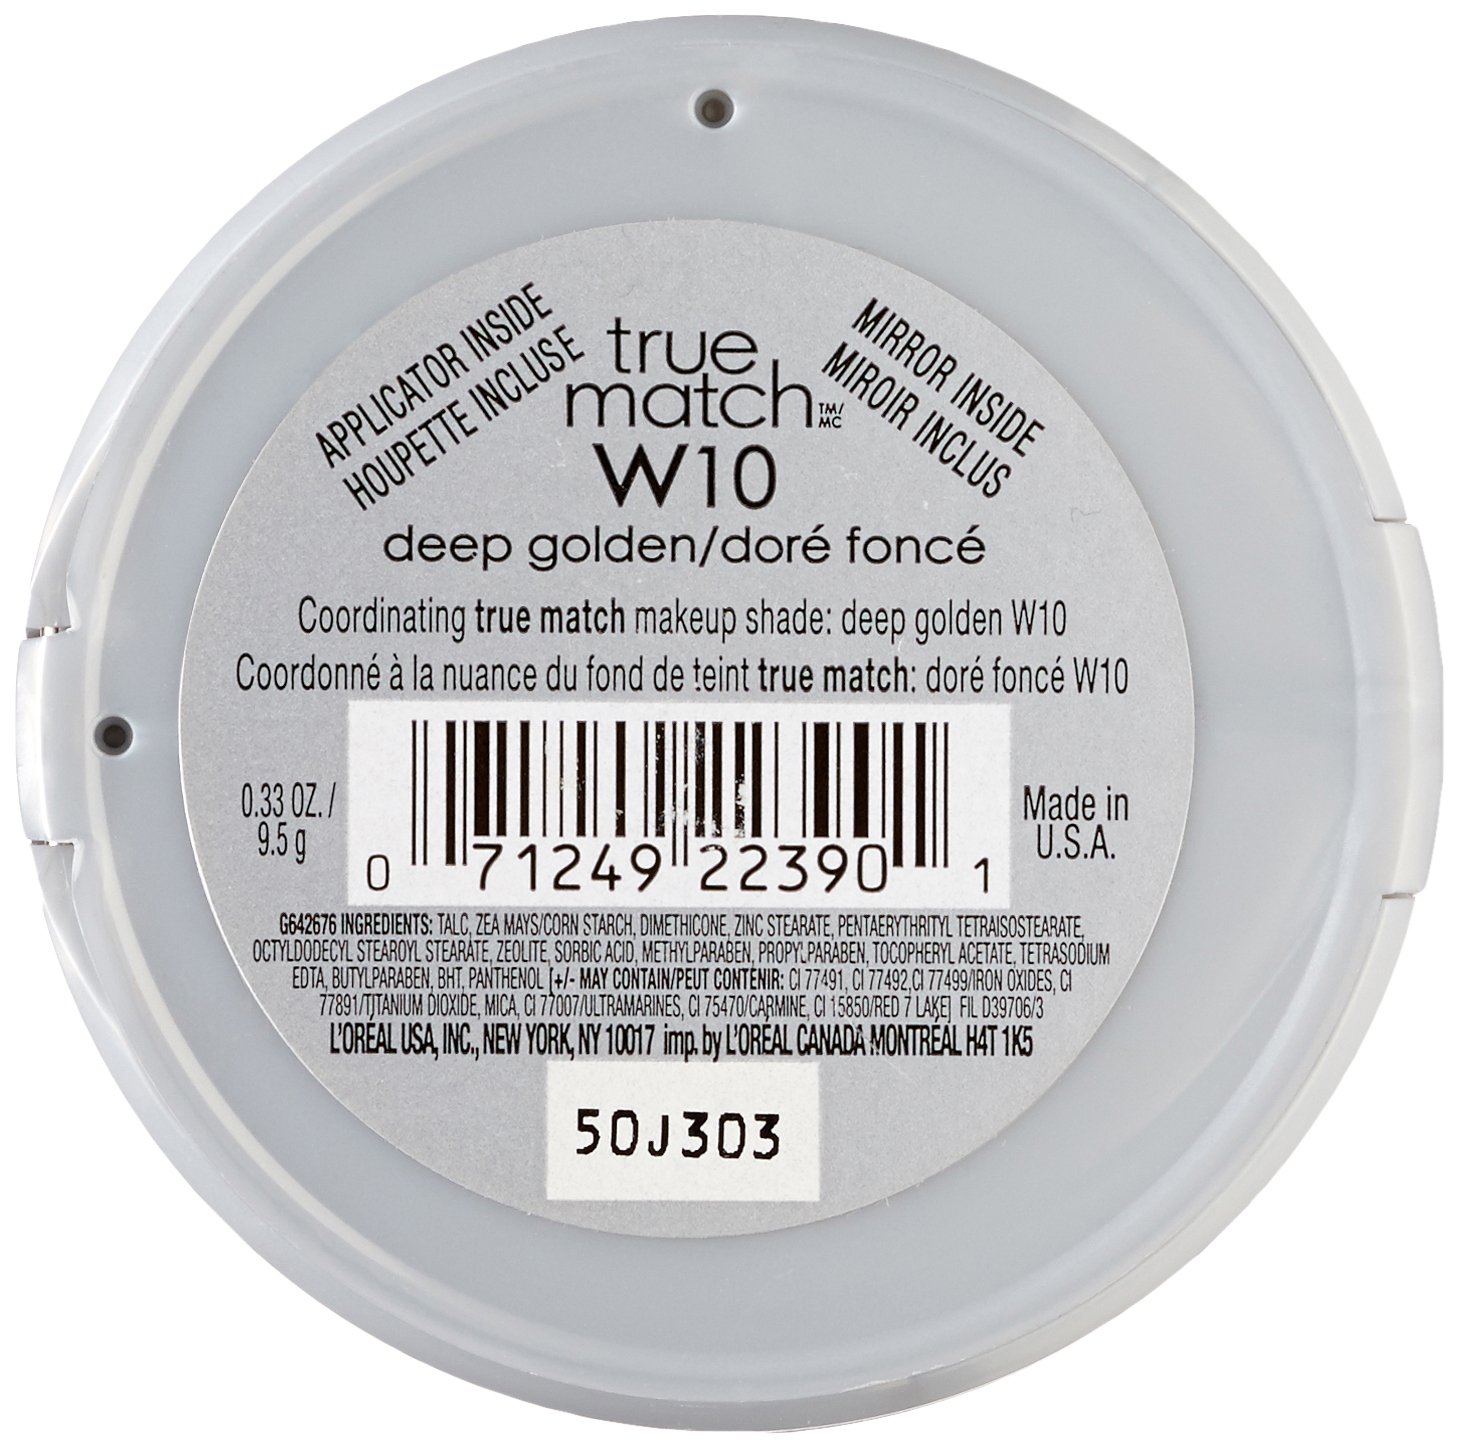 APPLICATOR INSIDE
HOUPETTE INCLUSE
true
match TM/MC
MIRROR INSIDE
MIROIR INCLUS
W10
deep golden/doré foncé
Coordinating true match makeup shade: deep golden W10
Coordonné à la nuance du fond de teint true match: doré foncé W10
0.33 OZ. /
9.5 g
0 71249 22390 1
Made in
U.S.A.
G642676 INGREDIENTS: TALC, ZEA MAYS/CORN STARCH, DIMETHICONE, ZINC STEARATE, PENTAERYTHRITYL TETRAISOSTEARATE,
OCTYLDODECYL STEAROYL STEARATE, ZEOLITE, SORBIC ACID, METHYLPARABEN, PROPYLPARABEN, TOCOPHERYL ACETATE, TETRASODIUM
EDTA, BUTYLPARABEN, BHT, PANTHENOL [+/- MAY CONTAIN/PEUT CONTENIR: CI 77491, CI 77492,CI 77499/IRON OXIDES, CI
77891/TITANIUM DIOXIDE, MICA, CI 77007/ULTRAMARINES, CI 75470/CARMINE, CI 15850/RED 7 LAKE] FIL D39706/3
L'ORÉAL USA, INC., NEW YORK, NY 10017 imp. by L'ORÉAL CANADA MONTRÉAL H4T 1K5
50J303